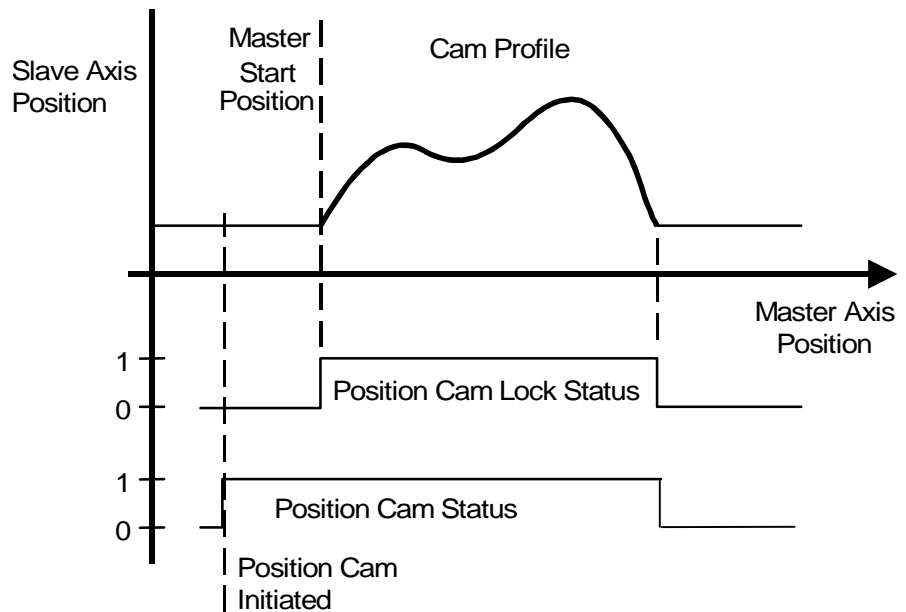 Master
Start
Position
Cam Profile
Slave Axis
Position
Master Axis
Position
1
0
Position Cam Lock Status
1
0
Position Cam Status
Position Cam
Initiated